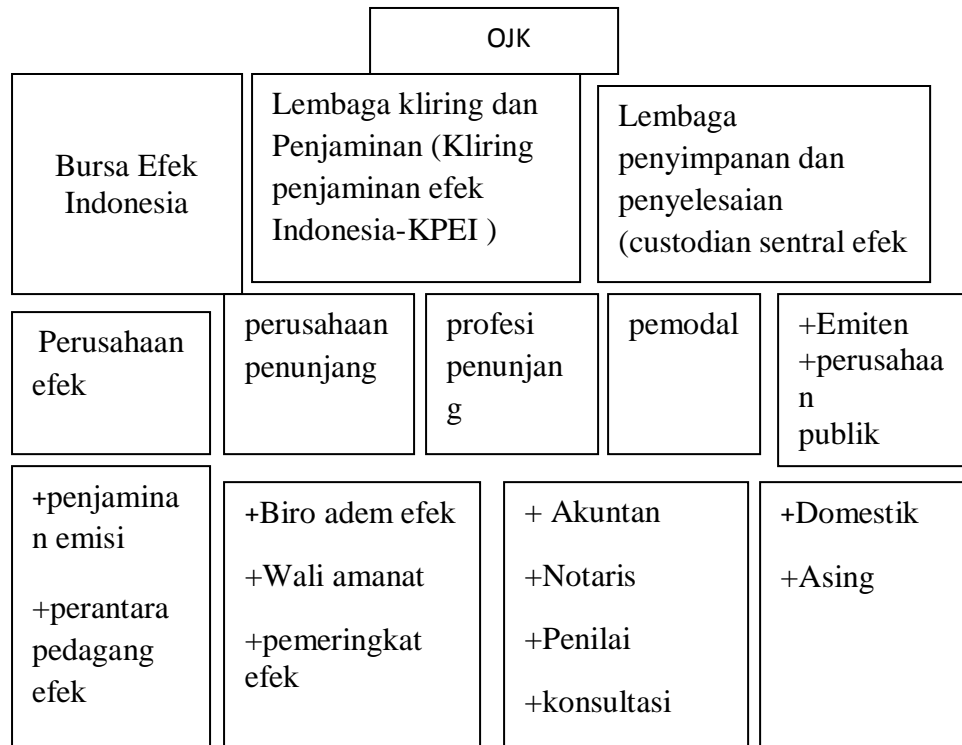 OJK
Bursa Efek
Indonesia
Lembaga kliring dan
Penjaminan (Kliring
penjaminan efek
Indonesia-KPEI )
Lembaga
penyimpanan dan
penyelesaian
(custodian sentral efek
Perusahaan
efek
perusahaan
penunjang
profesi
penunjan
g
pemodal
+Emiten
+perusahaa
n
publik
+penjamina
n emisi
+perantara
pedagang
efek
+Biro adem efek
+Wali amanat
+pemeringkat
efek
+ Akuntan
+Notaris
+Penilai
+konsultasi
+Domestik
+Asing